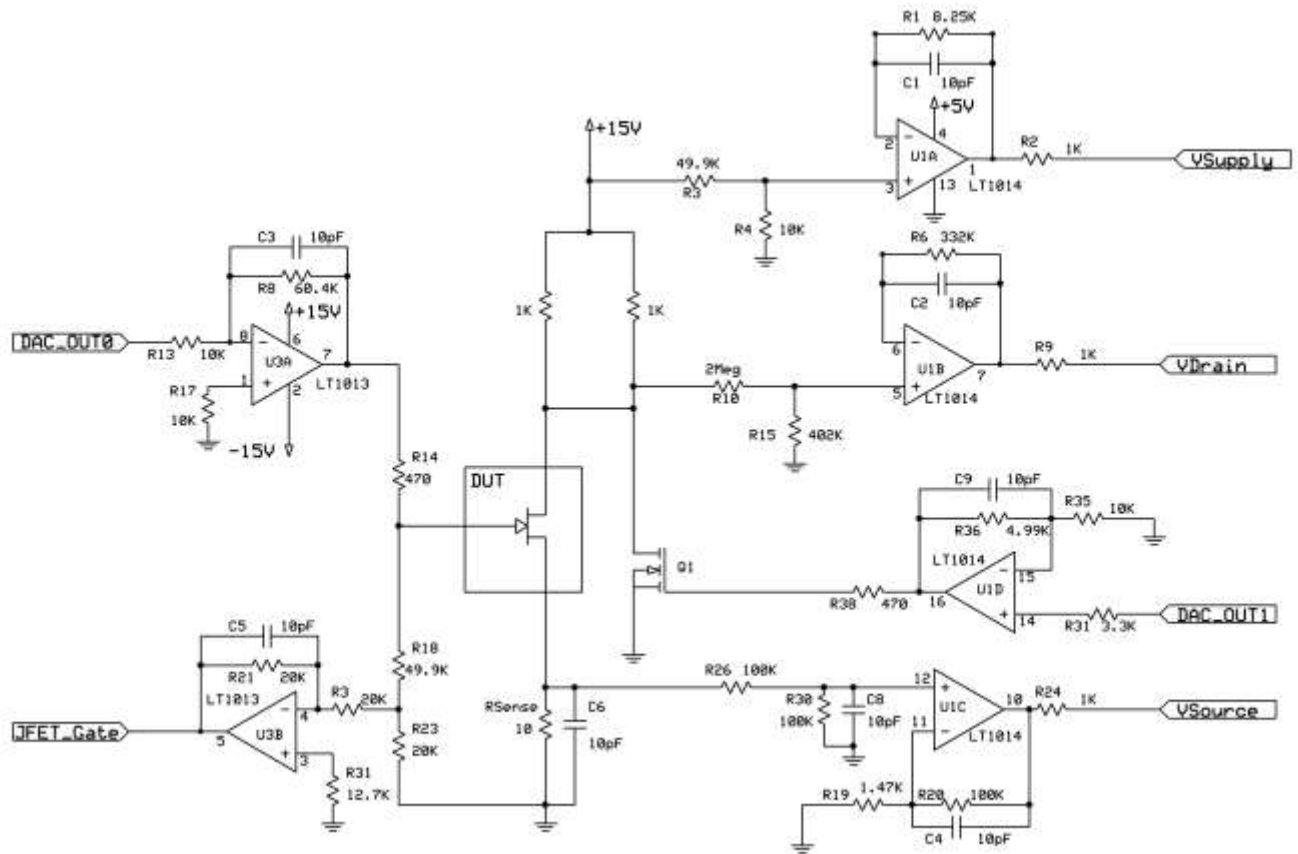 R1 8.25K
C1 10pF
+5V
4
2
U1A
3
13
1
LT1014
R2 1K
VSupply
+15V
49.9K
R3
R4 10K
C3 10pF
R8 60.4K
+15V
1K
1K
R6 332K
C2 10pF
DAC_OUT0
R13 10K
8
6
U3A
7
1
2
LT1013
R17
10K
-15V
2Meg
R10
6
U1B
5
7
LT1014
R9 1K
VDrain
R15 402K
R14
470
DUT
C9 10pF
R36 4.99K
R35 10K
LT1014
15
U1D
16
14
Q1
R38 470
R31 3.3K
DAC_OUT1
C5 10pF
R21 20K
LT1013
R18
49.9K
R3 20K
4
U3B
5
3
JFET_Gate
R31
12.7K
R23
20K
RSense
10
C6
10pF
R26 100K
R30
100K
C8
10pF
12
U1C
11
10
LT1014
R24
1K
VSource
R19 1.47K
R20 100K
C4 10pF